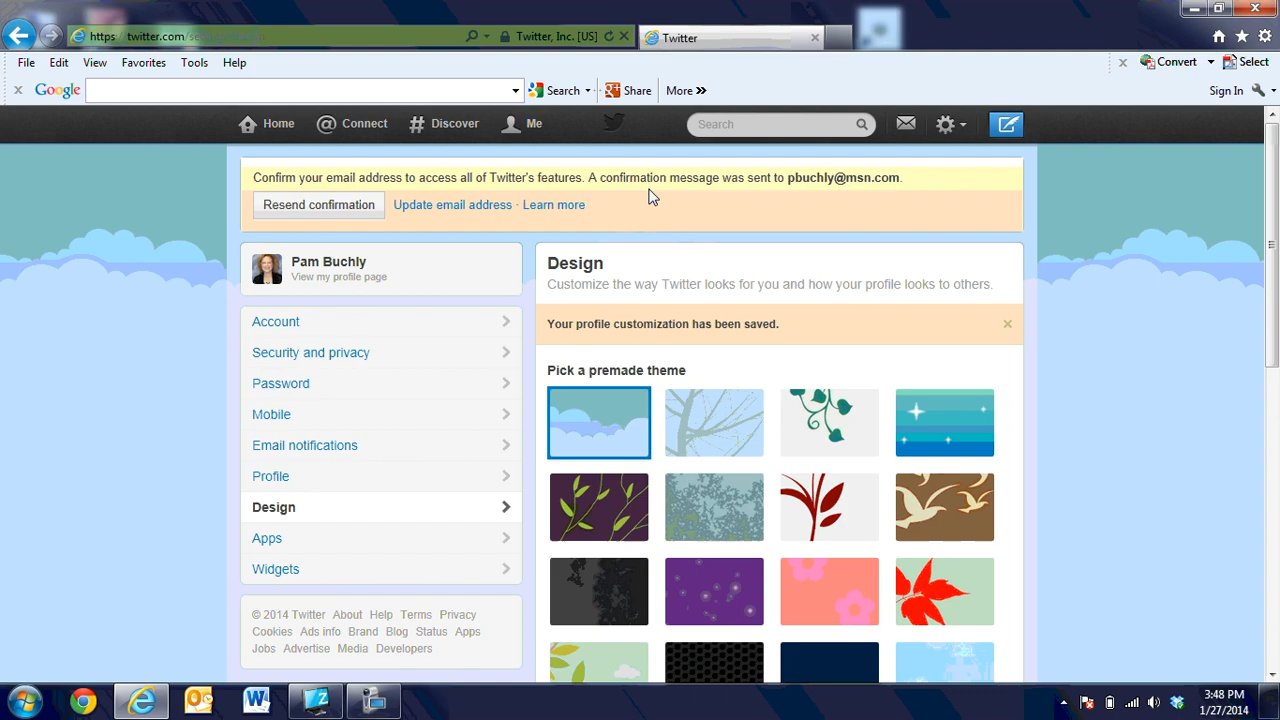 https://twitter.com/
Twitter, Inc. [US]
Twitter
File Edit View Favorites Tools Help
Convert Select
Google Search Share More »
Sign In
Home @ Connect # Discover Me
Search
Confirm your email address to access all of Twitter's features. A confirmation message was sent to pbuchly@msn.com.
Resend confirmation Update email address · Learn more
Pam Buchly
View my profile page
Account
Security and privacy
Password
Mobile
Email notifications
Profile
Design
Apps
Widgets
© 2014 Twitter About Help Terms Privacy
Cookies Ads info Brand Blog Status Apps
Jobs Advertise Media Developers
Design
Customize the way Twitter looks for you and how your profile looks to others.
Your profile customization has been saved.
Pick a premade theme
3:48 PM
1/27/2014